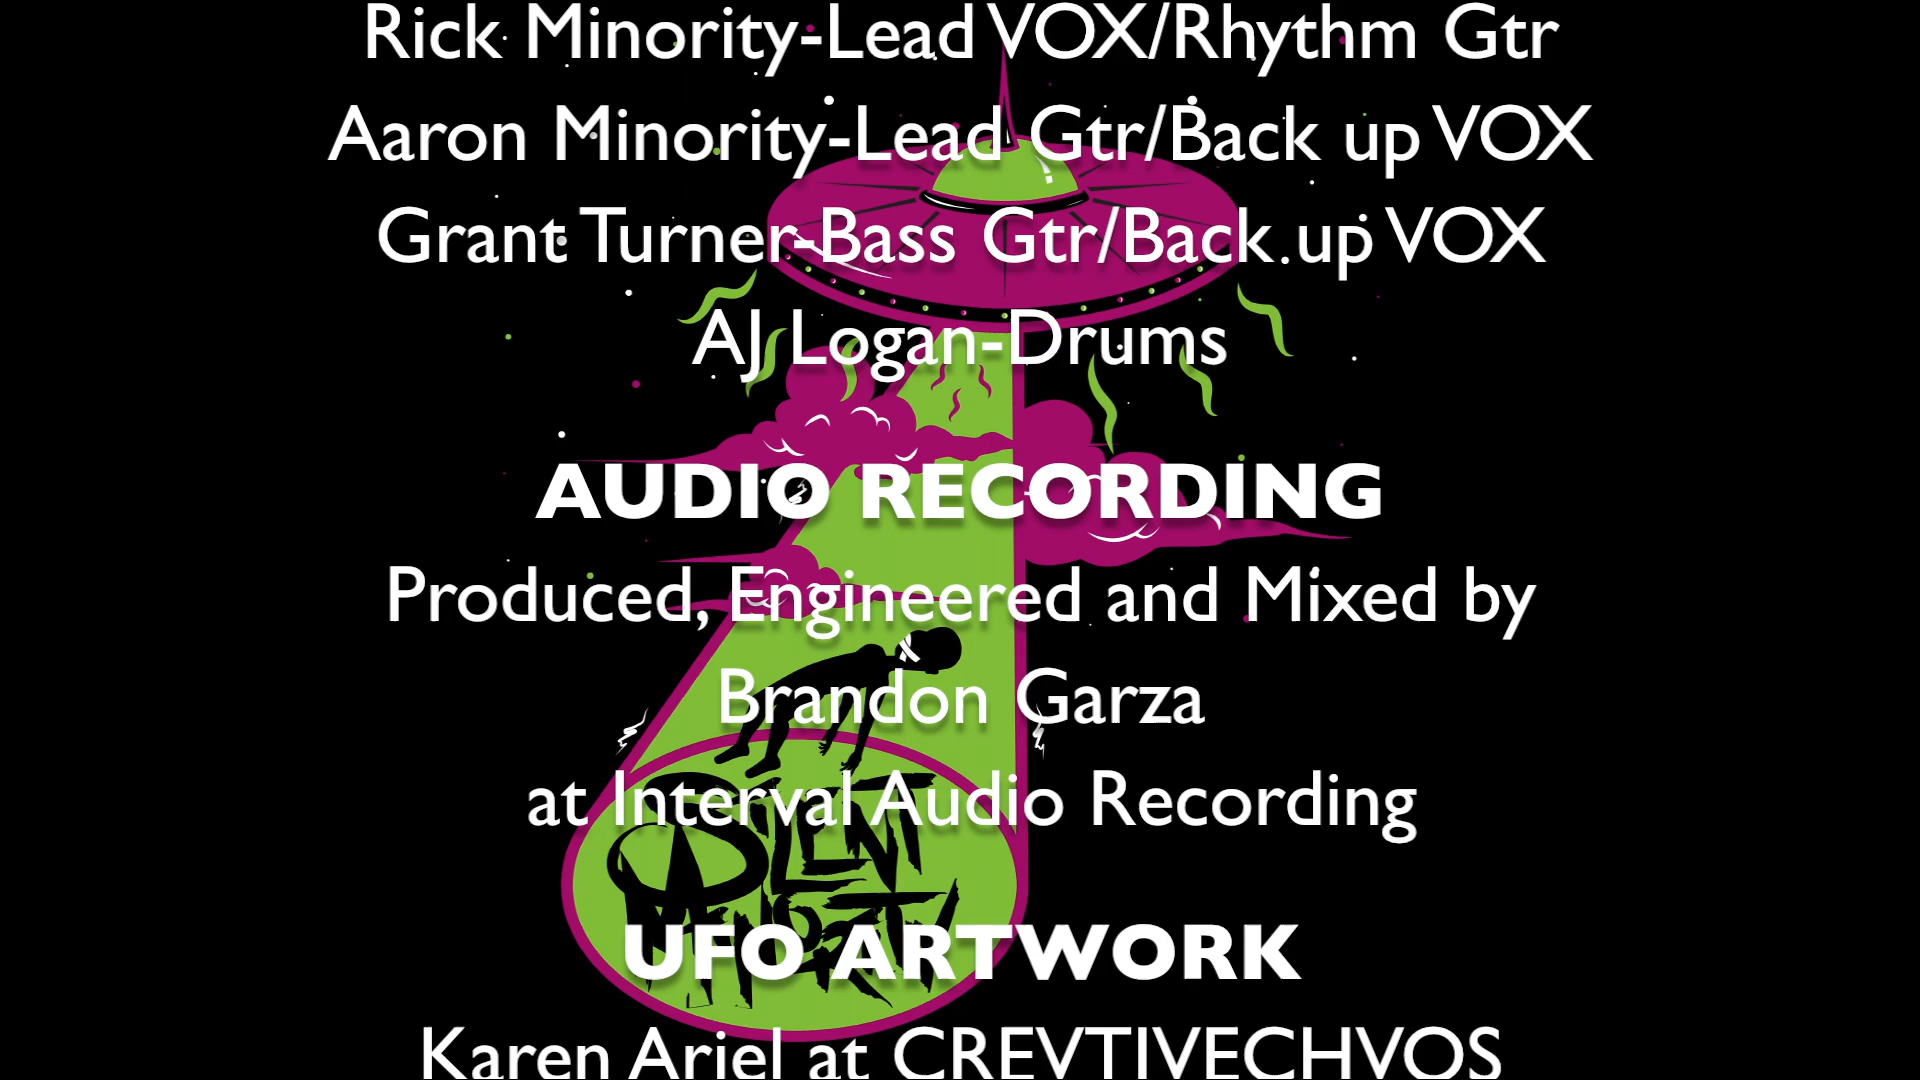 Rick Minority-Lead VOX/Rhythm Gtr
Aaron Minority-Lead Gtr/Back up VOX
Grant Turner-Bass Gtr/Back up VOX
AJ Logan-Drums
AUDIO RECORDING
Produced, Engineered and Mixed by
Brandon Garza
at Interval Audio Recording
SILENT
MINORITY
UFO ARTWORK
Karen Ariel at CREVTIVECHVOS